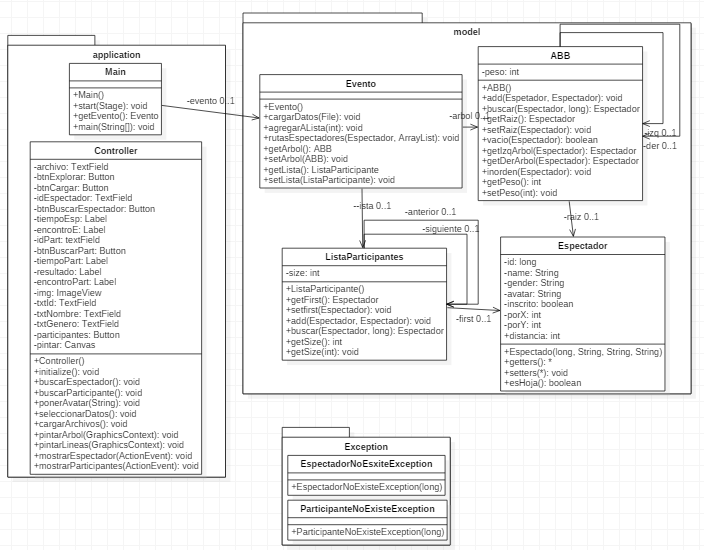 application
Main
+Main()
+start(Stage): void
+getEvento(): Evento
+main(String[]): void
-evento 0..1
Controller
-archivo: TextField
-btnExplorar: Button
-btnCargar: Button
-idEspectador: TextField
-btnBuscarEspectador: Button
-tiempoEsp: Label
-encontroE: Label
-idPart: textField
-btnBuscarPart: Button
-tiempoPart: Label
-resultado: Label
-encontroPart: Label
-img: ImageView
-txtId: TextField
-txtNombre: TextField
-txtGenero: TextField
-participantes: Button
-pintar: Canvas
+Controller()
+initialize(): void
+buscarEspectador(): void
+buscarParticipante(): void
+ponerAvatar(String): void
+seleccionarDatos(): void
+cargarArchivos(): void
+pintarArbol(GraphicsContext): void
+pintarLineas(GraphicsContext): void
+mostrarEspectador(ActionEvent): void
+mostrarParticipantes(ActionEvent): void
model
Evento
+Evento()
+cargarDatos(File): void
+agregarALista(int): void
+rutasEspectadores(Espectador, ArrayList): void
+getArbol(): ABB
+setArbol(ABB): void
+getLista(): ListaParticipante
+setLista(ListaParticipante): void
-arbol 0..
ABB
-peso: int
+ABB()
+add(Espetador, Espectador): void
+buscar(Espectador, long): Espectador
+getRaiz(): Espectador
+setRaiz(Espectador): void
+vacio(Espectador): boolean
+getIzqArbol(Espectador): Espectador
+getDerArbol(Espectador): Espectador
+inorden(Espectador): void
+getPeso(): int
+setPeso(int): void
-izq 0..1
-der 0..1
--ista 0..1
-anterior 0..1
-siguiente 0..1
-raiz 0..1
ListaParticipantes
-size: int
+ListaParticipante()
+getFirst(): Espectador
+setfirst(Espectador): void
+add(Espectador, Espectador): void
+buscar(Espectador, long): Espectador
+getSize(): int
+getSize(int): void
-first 0..1
Espectador
-id: long
-name: String
-gender: String
-avatar: String
-inscrito: boolean
-porX: int
-porY: int
+distancia: int
+Espectado(long, String, String, String)
+getters(): *
+setters(*): void
+esHoja(): boolean
Exception
EspectadorNoEsxiteException
+EspectadorNoExisteException(long)
ParticipanteNoExisteException
+ParticipanteNoExisteException(long)